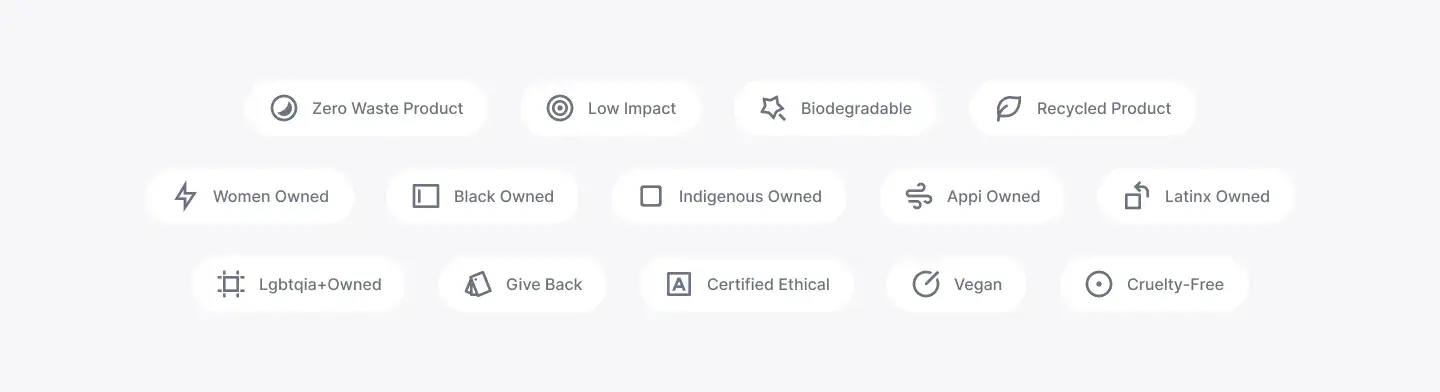 Zero Waste Product
Low Impact
Biodegradable
Recycled Product
Women Owned
Black Owned
Indigenous Owned
Appi Owned
Latinx Owned
Lgbtqia+Owned
Give Back
A
Certified Ethical
Vegan
Cruelty-Free